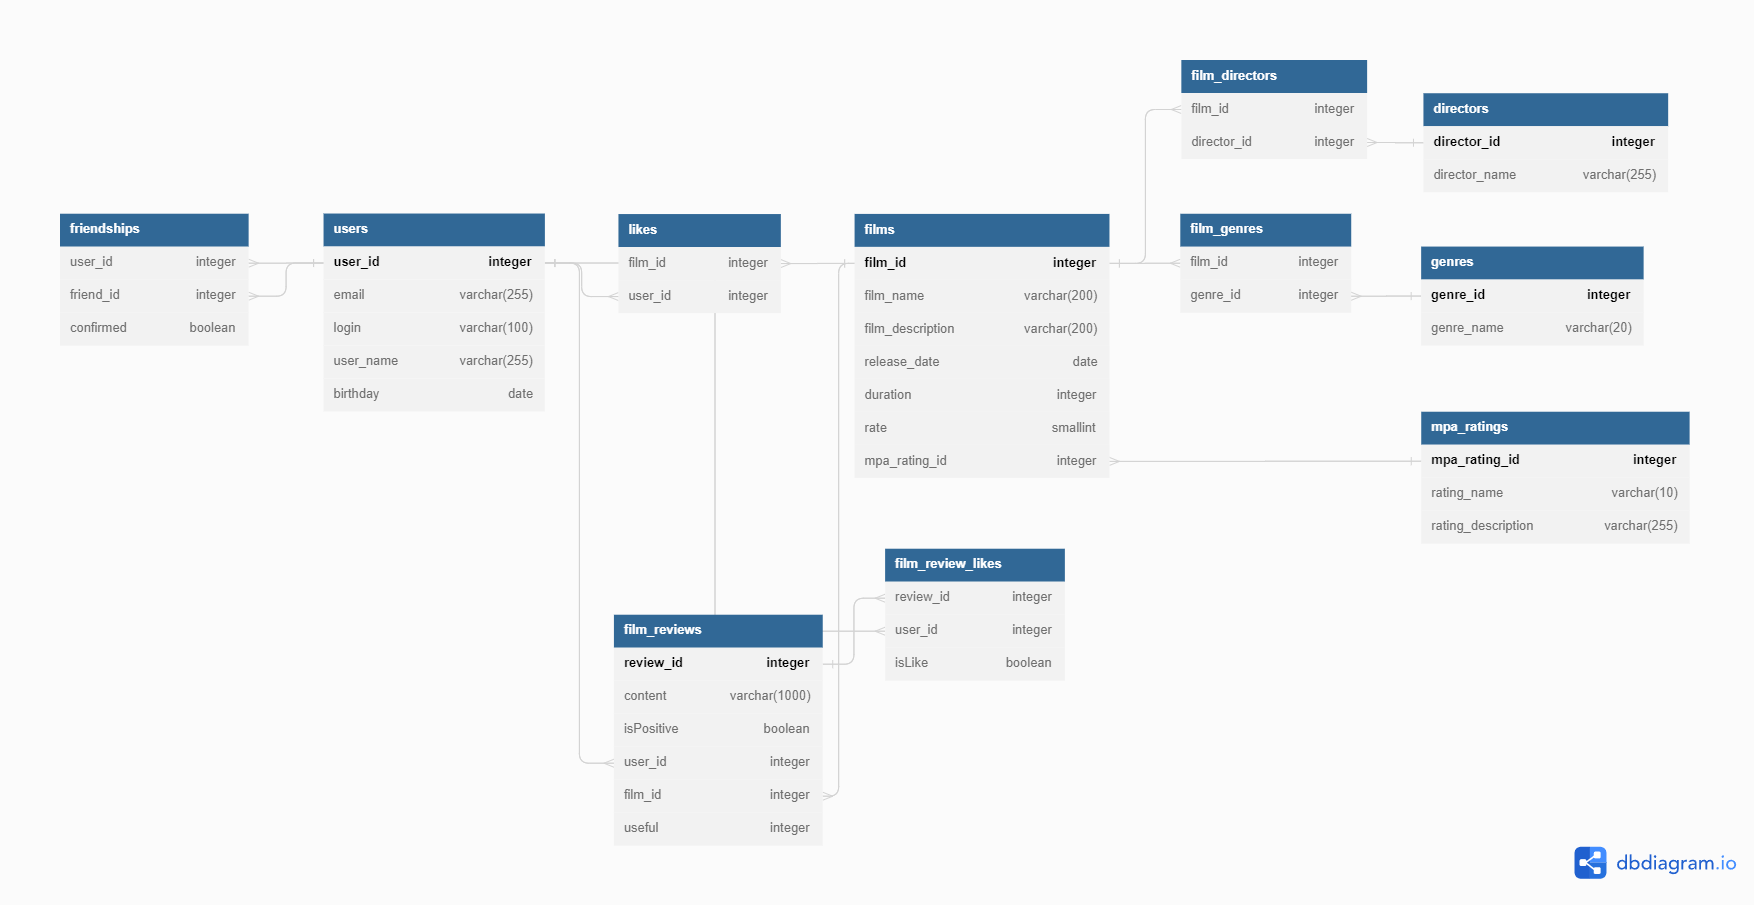 film_directors
film_id integer
director_id integer
directors
director_id integer
director_name varchar(255)
friendships
user_id integer
friend_id integer
confirmed boolean
users
user_id integer
email varchar(255)
login varchar(100)
user_name varchar(255)
birthday date
likes
film_id integer
user_id integer
films
film_id integer
film_name varchar(200)
film_description varchar(200)
release_date date
duration integer
rate smallint
mpa_rating_id integer
film_genres
film_id integer
genre_id integer
genres
genre_id integer
genre_name varchar(20)
mpa_ratings
mpa_rating_id integer
rating_name varchar(10)
rating_description varchar(255)
film_review_likes
review_id integer
user_id integer
isLike boolean
film_reviews
review_id integer
content varchar(1000)
isPositive boolean
user_id integer
film_id integer
useful integer
dbdiagram.io